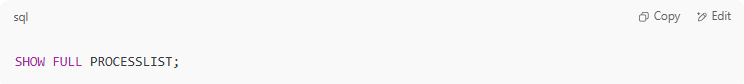 sql
Copy
Edit
SHOW FULL PROCESSLIST;